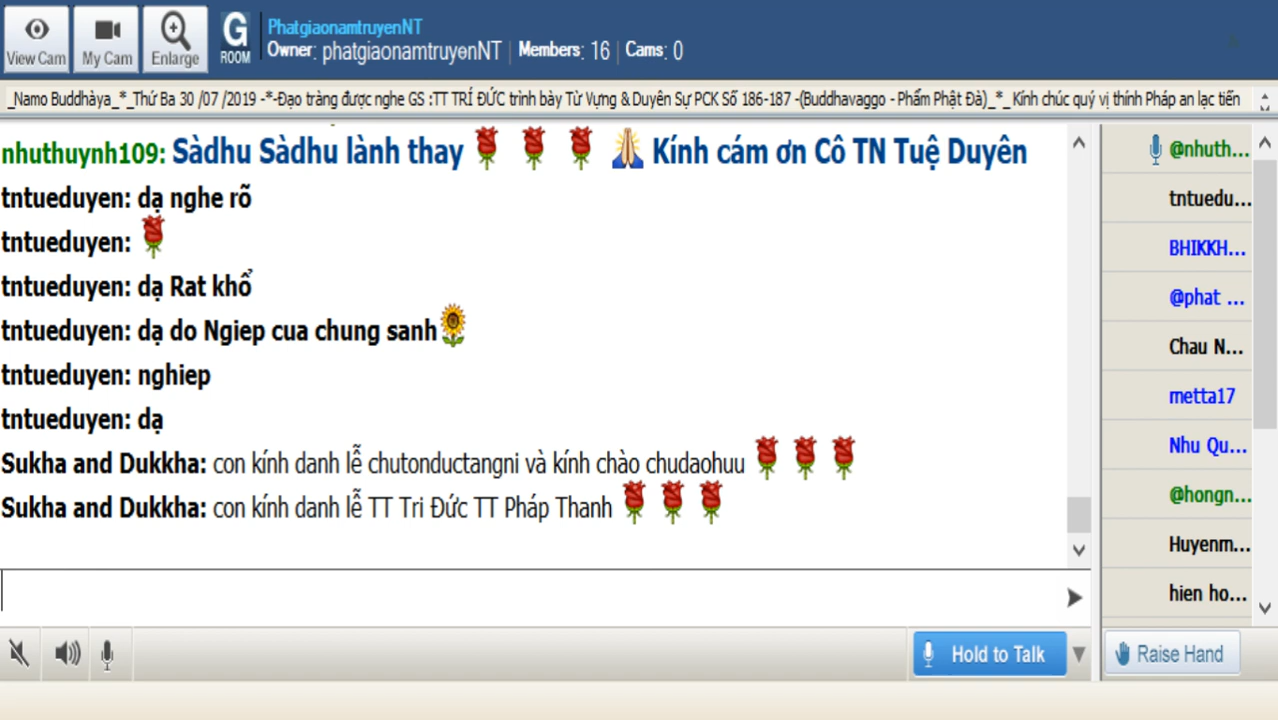 View Cam
My Cam
Enlarge
G
ROOM
PhatgiaonamtruyenNT
Owner: phatgiaonamtruyenNT | Members: 16 | Cams: 0
_Namo Buddhàya_*_Thứ Ba 30 /07 /2019 -*-Đạo tràng được nghe GS :TT TRÍ ĐỨC trình bày Từ Vựng & Duyên Sự PCK Số 186-187 -(Buddhavaggo - Phẩm Phật Đà)_*_ Kính chúc quý vị thính Pháp an lạc tiến
nhuthuynh109: Sàdhu Sàdhu lành thay Kính cám ơn Cô TN Tuệ Duyên
tntueduyen: dạ nghe rõ
tntueduyen:
tntueduyen: dạ Rat khổ
tntueduyen: dạ do Ngiep cua chung sanh
tntueduyen: nghiep
tntueduyen: dạ
Sukha and Dukkha: con kính danh lễ chutonductangni và kính chào chudaohuu
Sukha and Dukkha: con kính danh lễ TT Tri Đức TT Pháp Thanh
@nhuth...
tntuedu...
BHIKKH...
@phat ...
Chau N...
metta17
Nhu Qu...
@hongn...
Huyenm...
hien ho...
Hold to Talk
Raise Hand